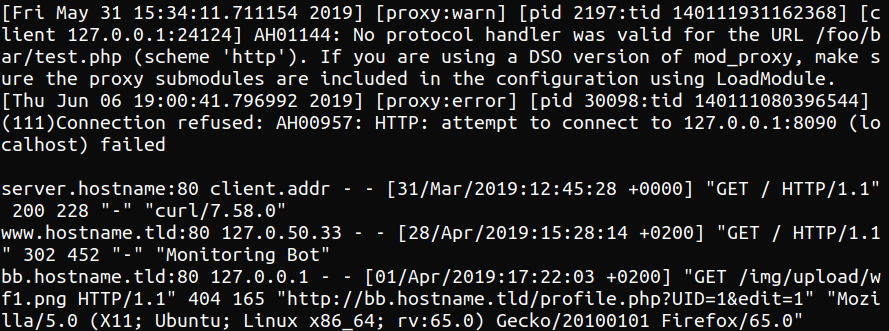 [Fri May 31 15:34:11.711154 2019] [proxy:warn] [pid 2197:tid 140111931162368] [c
lient 127.0.0.1:24124] AH01144: No protocol handler was valid for the URL /foo/b
ar/test.php (scheme 'http'). If you are using a DSO version of mod_proxy, make s
ure the proxy submodules are included in the configuration using LoadModule.
[Thu Jun 06 19:00:41.796992 2019] [proxy:error] [pid 30098:tid 140111080396544]
(111)Connection refused: AH00957: HTTP: attempt to connect to 127.0.0.1:8090 (lo
calhost) failed
server.hostname:80 client.addr - - [31/Mar/2019:12:45:28 +0000] "GET / HTTP/1.1"
 200 228 "-" "curl/7.58.0"
www.hostname.tld:80 127.0.50.33 - - [28/Apr/2019:15:28:14 +0200] "GET / HTTP/1.1
" 302 452 "-" "Monitoring Bot"
bb.hostname.tld:80 127.0.0.1 - - [01/Apr/2019:17:22:03 +0200] "GET /img/upload/w
f1.png HTTP/1.1" 404 165 "http://bb.hostname.tld/profile.php?UID=1&edit=1" "Mozi
lla/5.0 (X11; Ubuntu; Linux x86_64; rv:65.0) Gecko/20100101 Firefox/65.0"